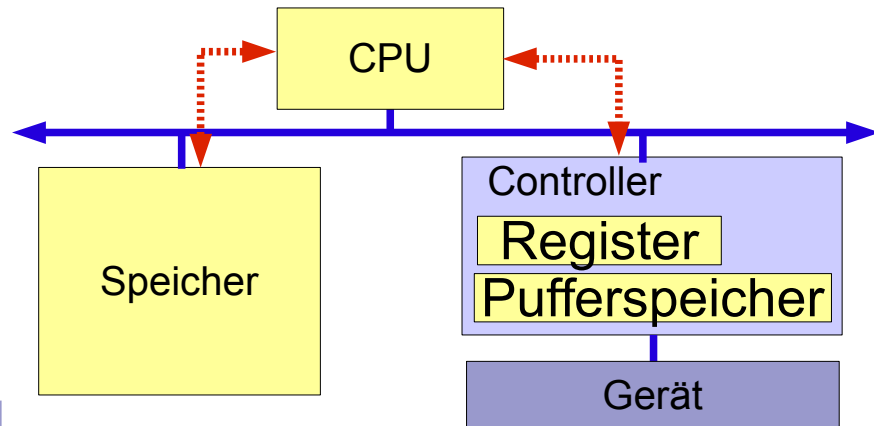 CPU
Speicher
Controller
Register
Pufferspeicher
Gerät